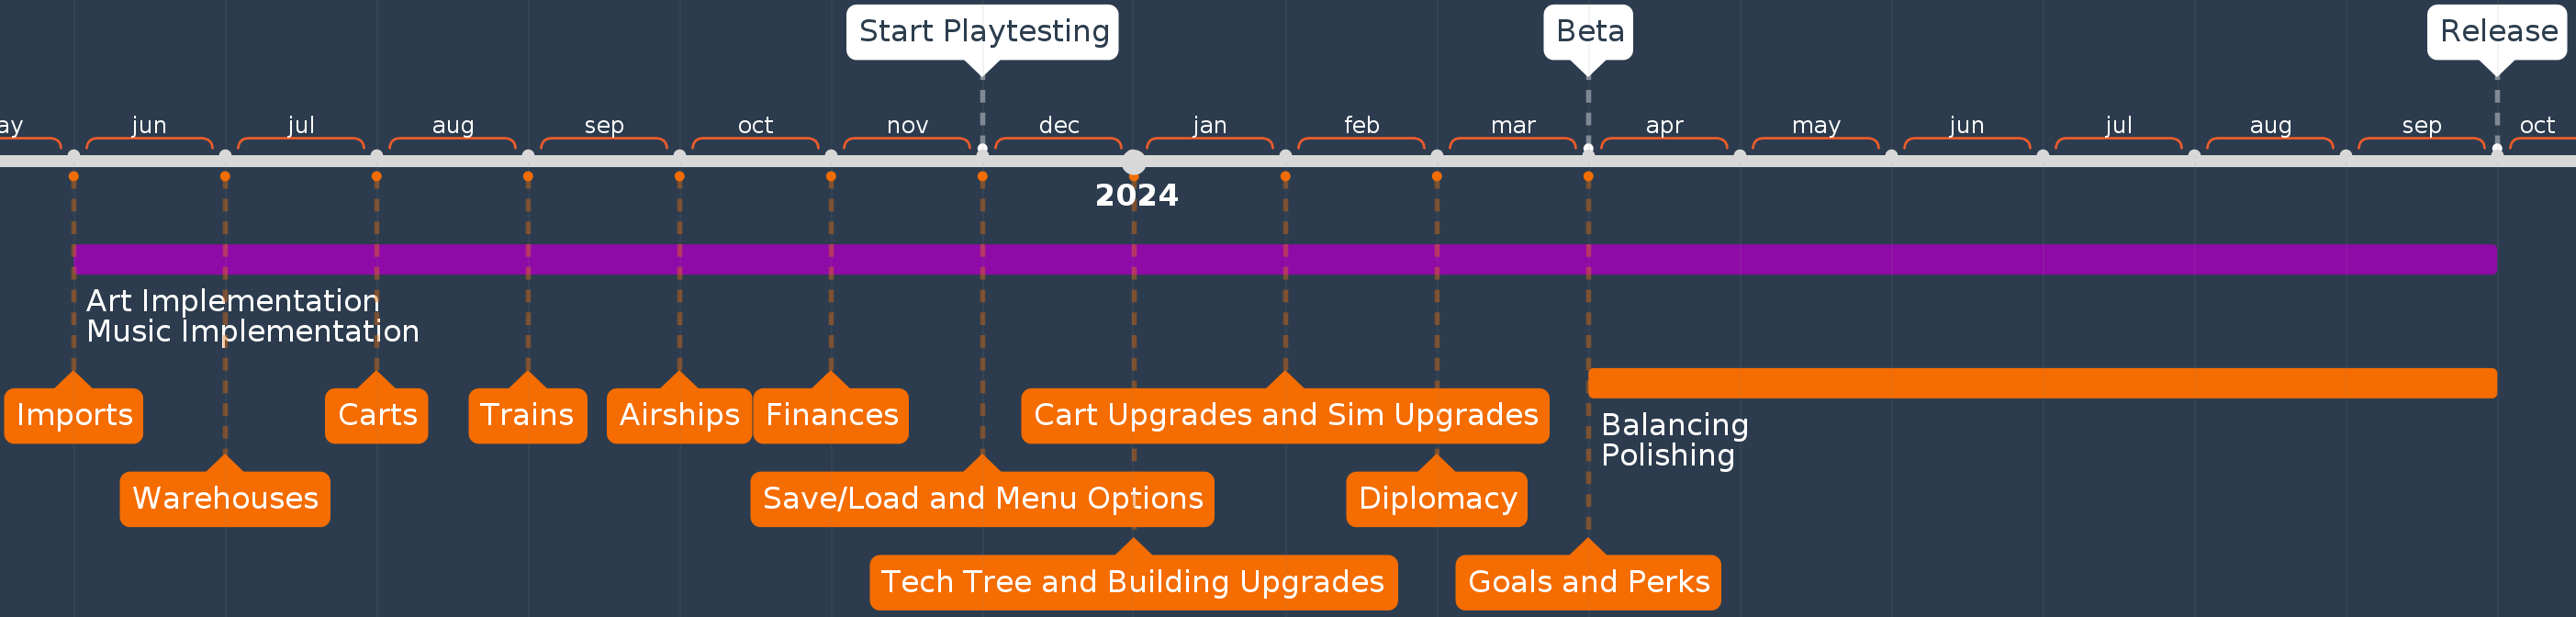 Start Playtesting
Beta
Release
ay
jun
jul
aug
sep
oct
nov
dec
jan
feb
mar
apr
may
jun
jul
aug
sep
oct
2024
Art Implementation
Music Implementation
Imports
Carts
Trains
Airships
Finances
Cart Upgrades and Sim Upgrades
Balancing
Polishing
Warehouses
Save/Load and Menu Options
Diplomacy
Tech Tree and Building Upgrades
Goals and Perks